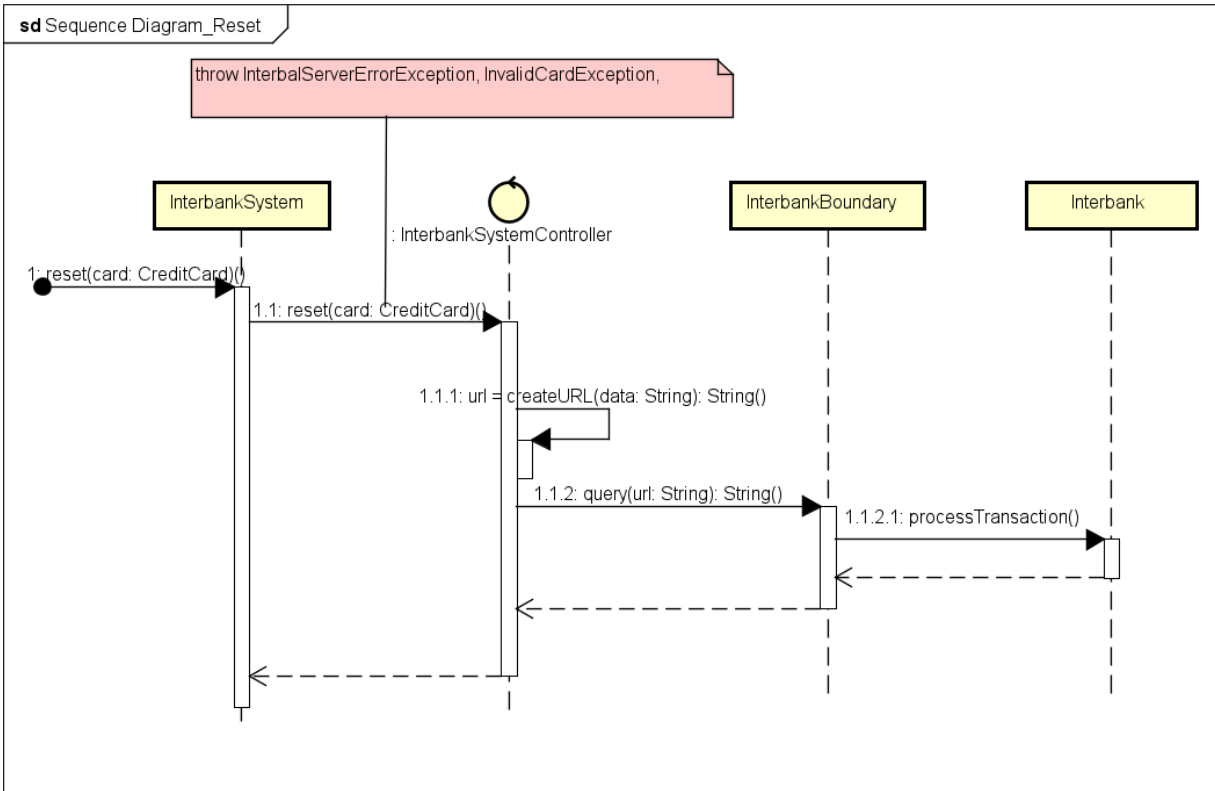 sd Sequence Diagram_Reset
throw InterbalServerErrorException, InvalidCardException,
InterbankSystem
: InterbankSystemController
InterbankBoundary
Interbank
1: reset(card: CreditCard)()
1.1: reset(card: CreditCard)()
1.1.1: url = createURL(data: String): String()
1.1.2: query(url: String): String()
1.1.2.1: processTransaction()